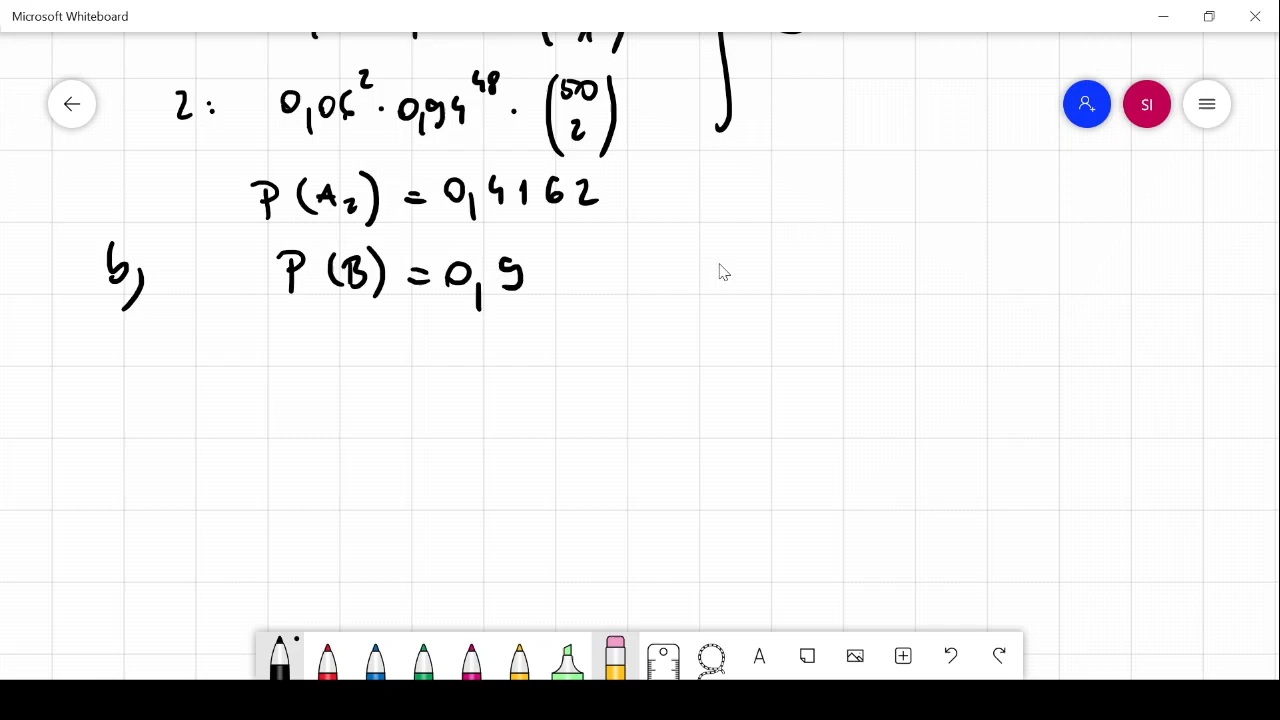 Microsoft Whiteboard
2: 0,06² · 0,94⁴⁸ · (50
2)
SI
P(A₂) = 0,4162
b, P(B) = 0,9
A